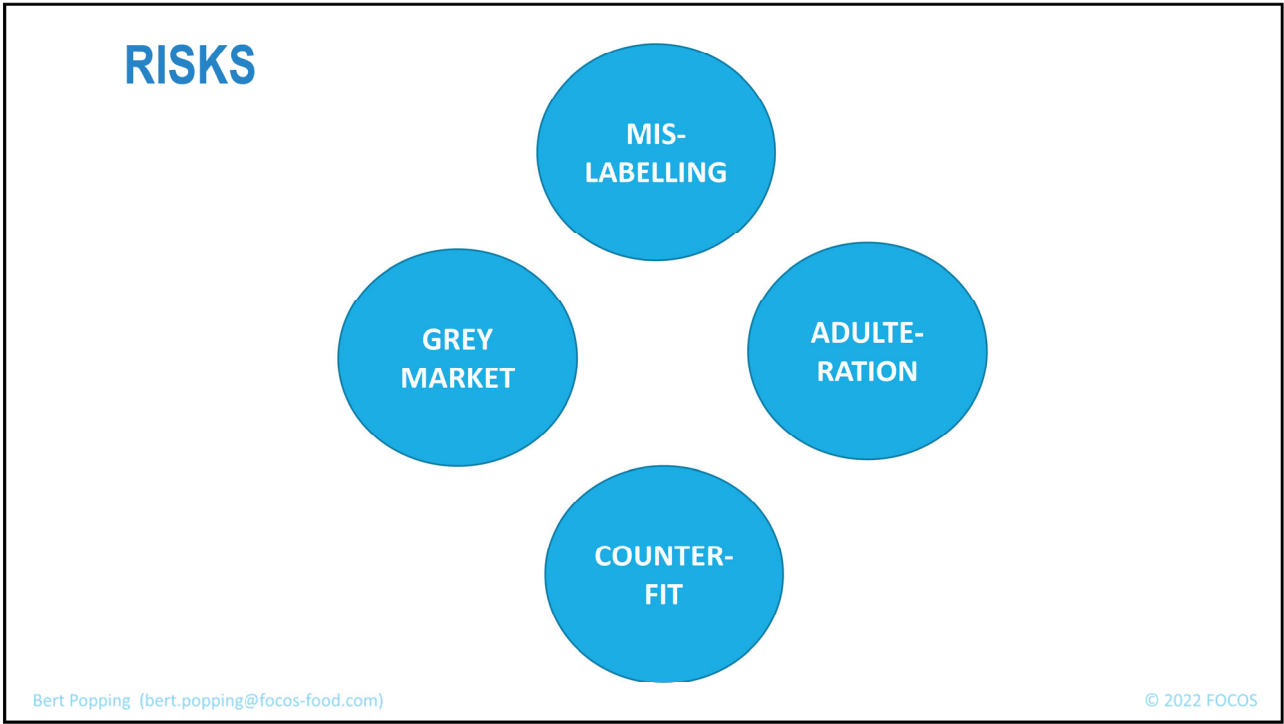 RISKS
MIS-
LABELLING
GREY
MARKET
ADULTE-
RATION
COUNTER-
FIT
Bert Popping (bert.popping@focos-food.com)
© 2022 FOCOS